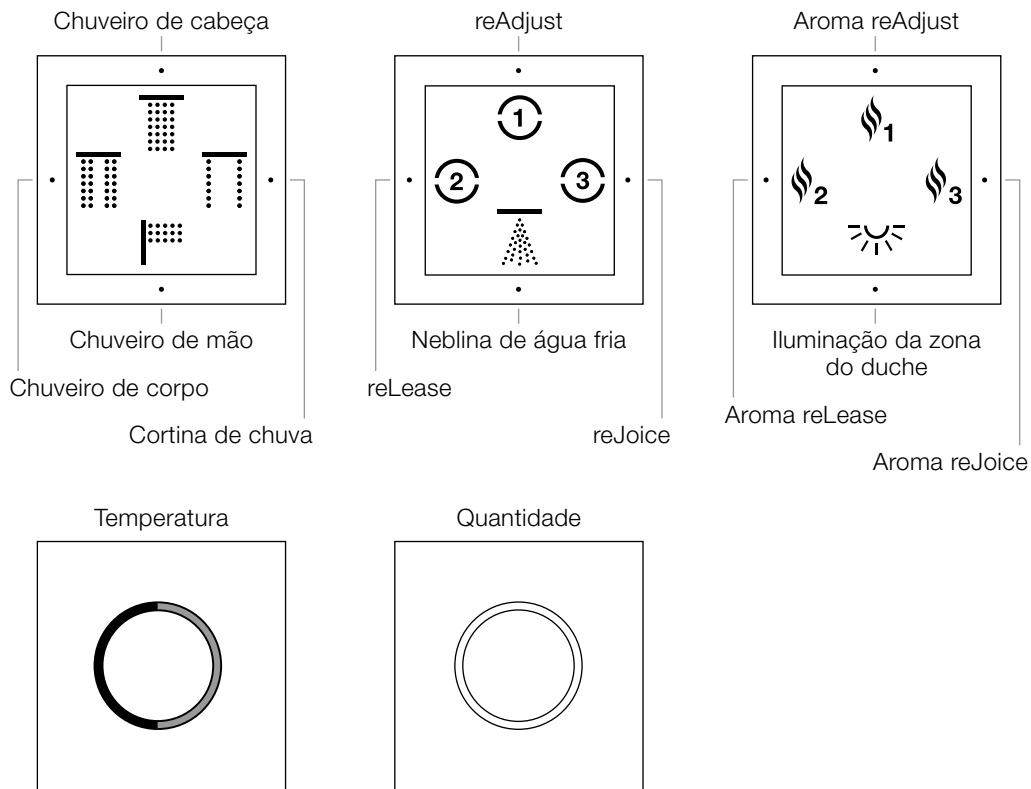 Chuveiro de cabeça
reAdjust
Aroma reAdjust
1
2
3
1
2
3
Chuveiro de mão
Neblina de água fria
Iluminação da zona
do duche
Chuveiro de corpo
reLease
Aroma reLease
Cortina de chuva
reJoice
Aroma reJoice
Temperatura
Quantidade